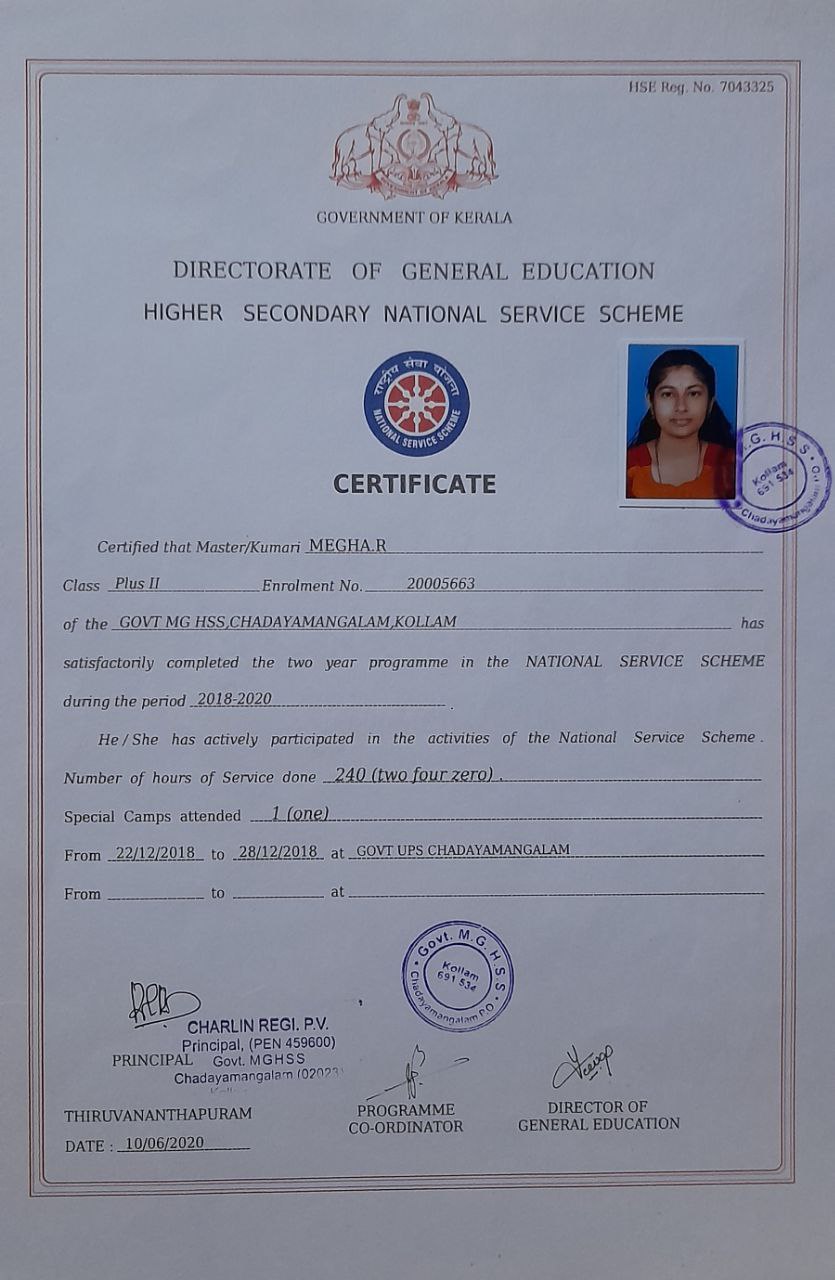 HSE Reg. No. 7043325
GOVERNMENT OF KERALA
DIRECTORATE OF GENERAL EDUCATION
HIGHER SECONDARY NATIONAL SERVICE SCHEME
राष्ट्रीय सेवा योजना
NATIONAL SERVICE SCHEME
CERTIFICATE
M.G. H.S.S
Kollam
691 534
Chadayamangalam
Certified that Master/Kumari MEGHA.R
Class Plus II Enrolment No. 20005663
of the GOVT MG HSS,CHADAYAMANGALAM,KOLLAM has
satisfactorily completed the two year programme in the NATIONAL SERVICE SCHEME
during the period 2018-2020 .
He / She has actively participated in the activities of the National Service Scheme .
Number of hours of Service done 240 (two four zero) .
Special Camps attended 1 (one)
From 22/12/2018 to 28/12/2018 at GOVT UPS CHADAYAMANGALAM
From to at
Govt. M.G.H.S.S
Kollam
691 534
Chadayamangalam P.O
CHARLIN REGI. P.V.
Principal, (PEN 459600)
PRINCIPAL Govt. MGHSS
Chadayamangalam (02023
THIRUVANANTHAPURAM
DATE : 10/06/2020
PROGRAMME
CO-ORDINATOR
DIRECTOR OF
GENERAL EDUCATION